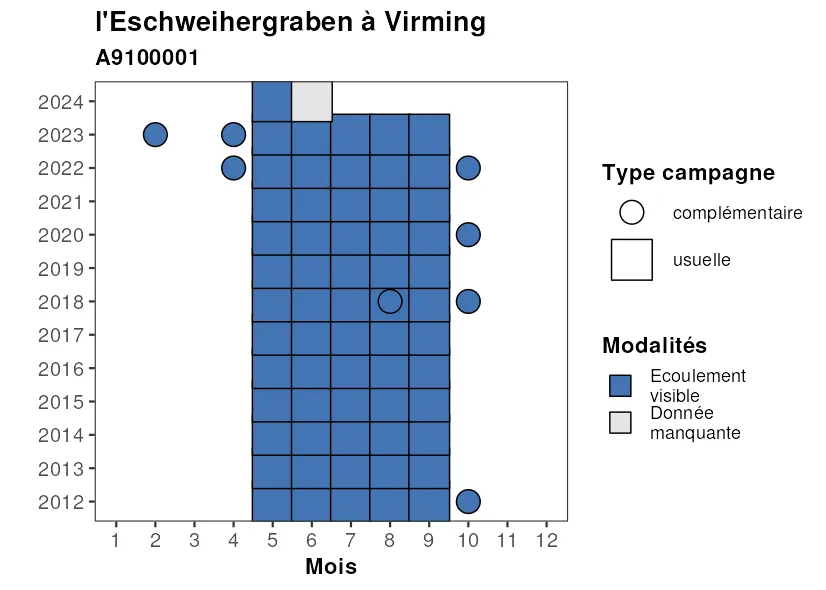 l'Eschweihergraben à Virming
A9100001
2024
2023
2022
2021
2020
2019
2018
2017
2016
2015
2014
2013
2012
1 2 3 4 5 6 7 8 9 10 11 12
Mois
Type campagne
complémentaire
usuelle
Modalités
Ecoulement
visible
Donnée
manquante